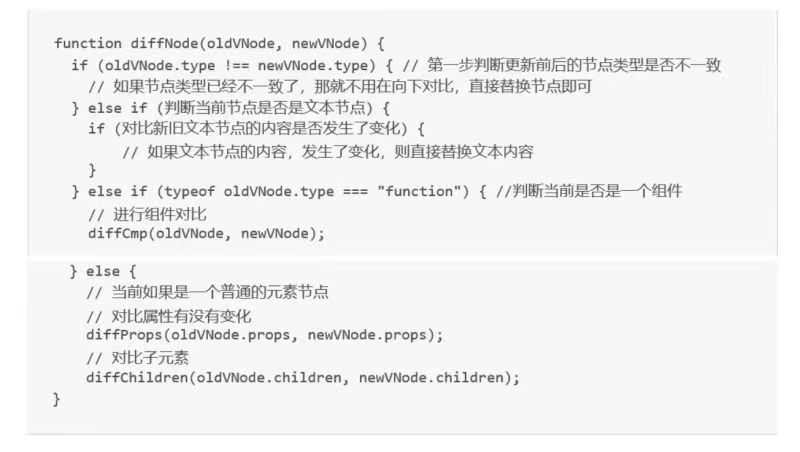 function diffNode(oldVNode, newVNode) {
if (oldVNode.type !== newVNode.type) { // 第一步判断更新前后的节点类型是否不一致
// 如果节点类型已经不一致了，那就不用在向下对比，直接替换节点即可
} else if (判断当前节点是否是文本节点) {
if (对比新旧文本节点的内容是否发生了变化) {
// 如果文本节点的内容，发生了变化，则直接替换文本内容
}
} else if (typeof oldVNode.type === "function") { //判断当前是否是一个组件
// 进行组件对比
diffCmp(oldVNode, newVNode);
} else {
// 当前如果是一个普通的元素节点
// 对比属性有没有变化
diffProps(oldVNode.props, newVNode.props);
// 对比子元素
diffChildren(oldVNode.children, newVNode.children);
}